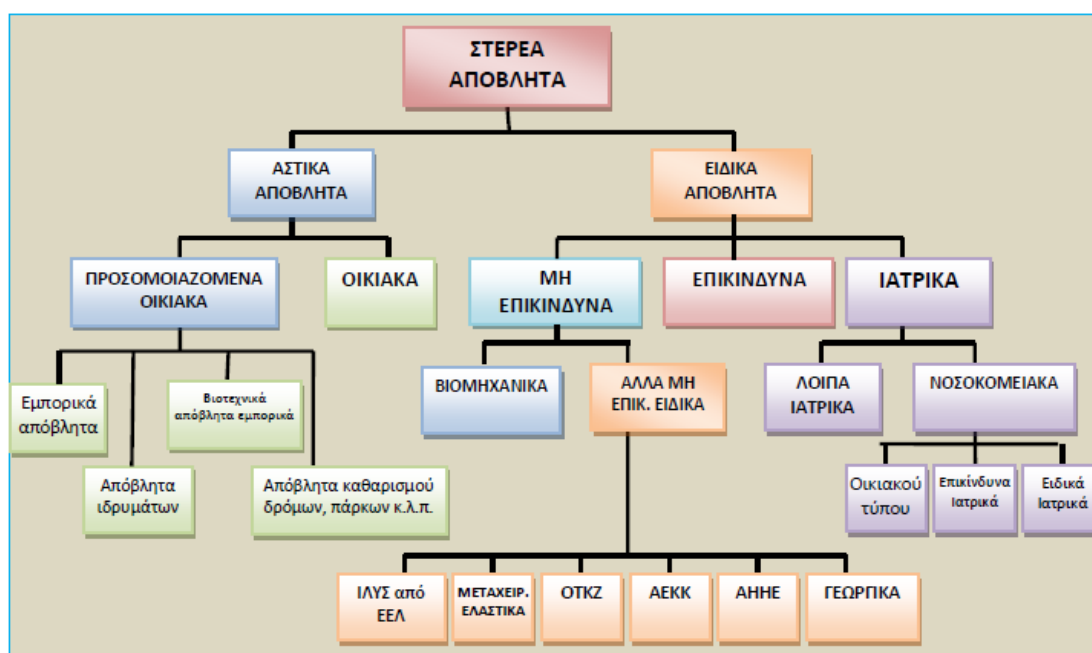 ΣΤΕΡΕΑ
ΑΠΟΒΛΗΤΑ
ΑΣΤΙΚΑ
ΑΠΟΒΛΗΤΑ
ΕΙΔΙΚΑ
ΑΠΟΒΛΗΤΑ
ΠΡΟΣΟΜΟΙΑΖΟΜΕΝΑ
ΟΙΚΙΑΚΑ
ΟΙΚΙΑΚΑ
ΜΗ
ΕΠΙΚΙΝΔΥΝΑ
ΕΠΙΚΙΝΔΥΝΑ
ΙΑΤΡΙΚΑ
Εμπορικά
απόβλητα
Βιοτεχνικά
απόβλητα εμπορικά
Απόβλητα
ιδρυμάτων
Απόβλητα καθαρισμού
δρόμων, πάρκων κ.λ.π.
ΒΙΟΜΗΧΑΝΙΚΑ
ΑΛΛΑ ΜΗ
ΕΠΙΚ. ΕΙΔΙΚΑ
ΛΟΙΠΑ
ΙΑΤΡΙΚΑ
ΝΟΣΟΚΟΜΕΙΑΚΑ
Οικιακού
τύπου
Επικίνδυνα
Ιατρικά
Ειδικά
Ιατρικά
ΙΛΥΣ από
ΕΕΛ
ΜΕΤΑΧΕΙΡ.
ΕΛΑΣΤΙΚΑ
ΟΤΚΖ
ΑΕΚΚ
ΑΗΗΕ
ΓΕΩΡΓΙΚΑ